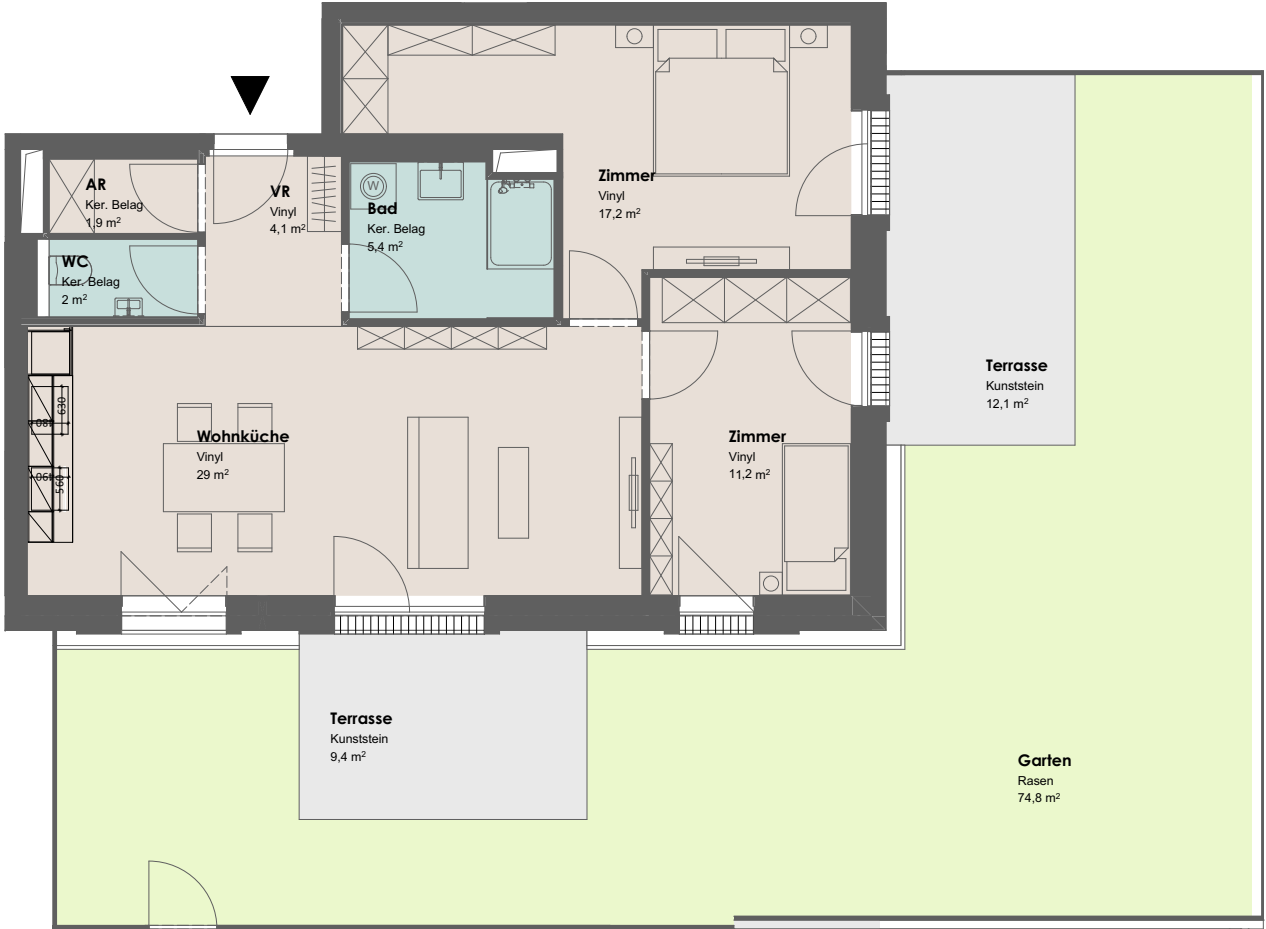 AR
Ker. Belag
1,9 m²
VR
Vinyl
4,1 m²
W
Bad
Ker. Belag
5,4 m²
WC
Ker. Belag
2 m²
Zimmer
Vinyl
17,2 m²
Terrasse
Kunststein
12,1 m²
630
Wohnküche
Vinyl
29 m²
560
Zimmer
Vinyl
11,2 m²
Terrasse
Kunststein
9,4 m²
Garten
Rasen
74,8 m²